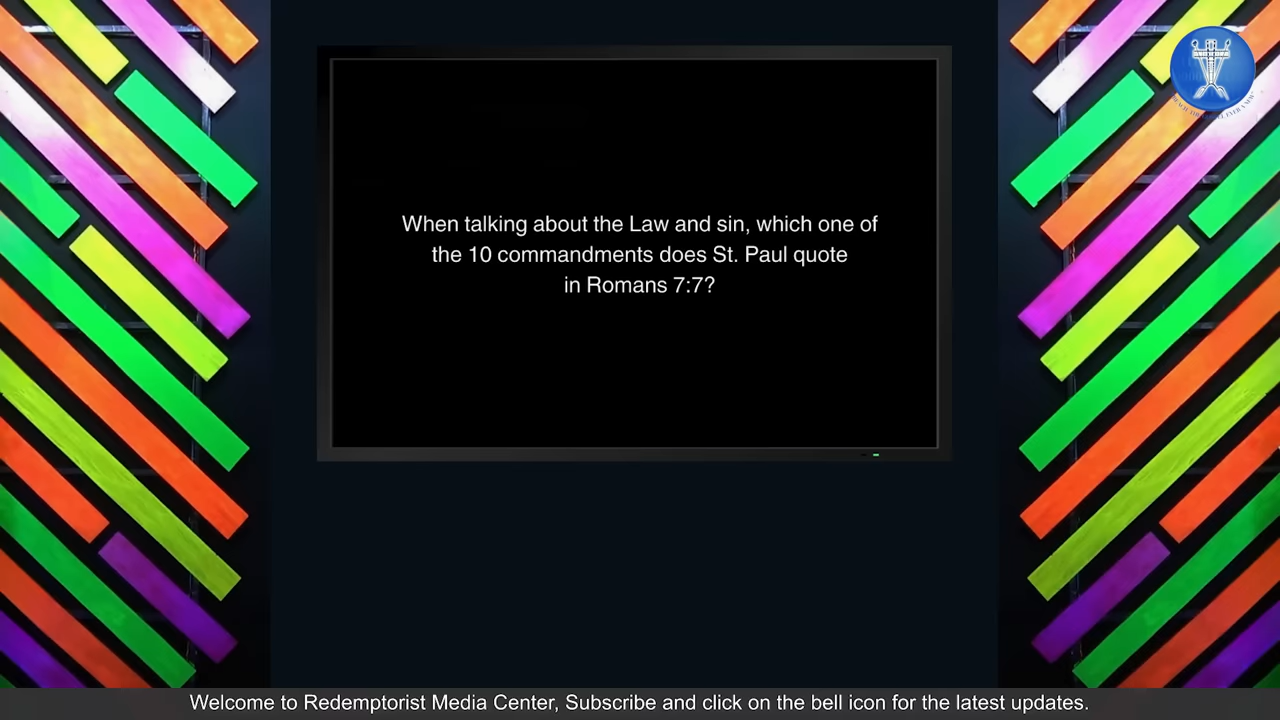 When talking about the Law and sin, which one of
the 10 commandments does St. Paul quote
in Romans 7:7?
Welcome to Redemptorist Media Center, Subscribe and click on the bell icon for the latest updates.